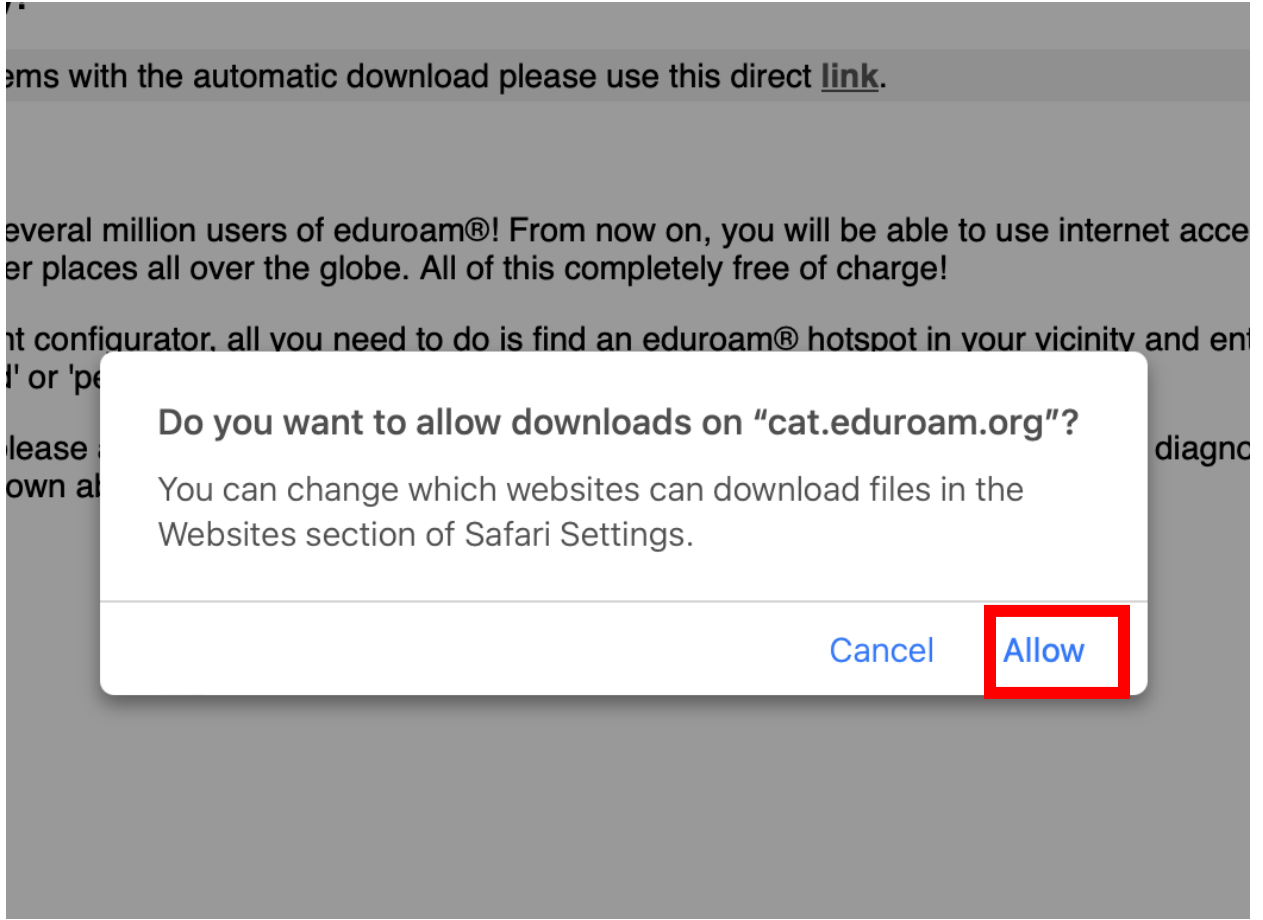 y!
ems with the automatic download please use this direct link.
everal million users of eduroam®! From now on, you will be able to use internet acce
er places all over the globe. All of this completely free of charge!
nt configurator, all you need to do is find an eduroam® hotspot in your vicinity and ent
d' or 'pe
Do you want to allow downloads on “cat.eduroam.org”?
lease
diagno
You can change which websites can download files in the
own ab
Websites section of Safari Settings.
Cancel Allow